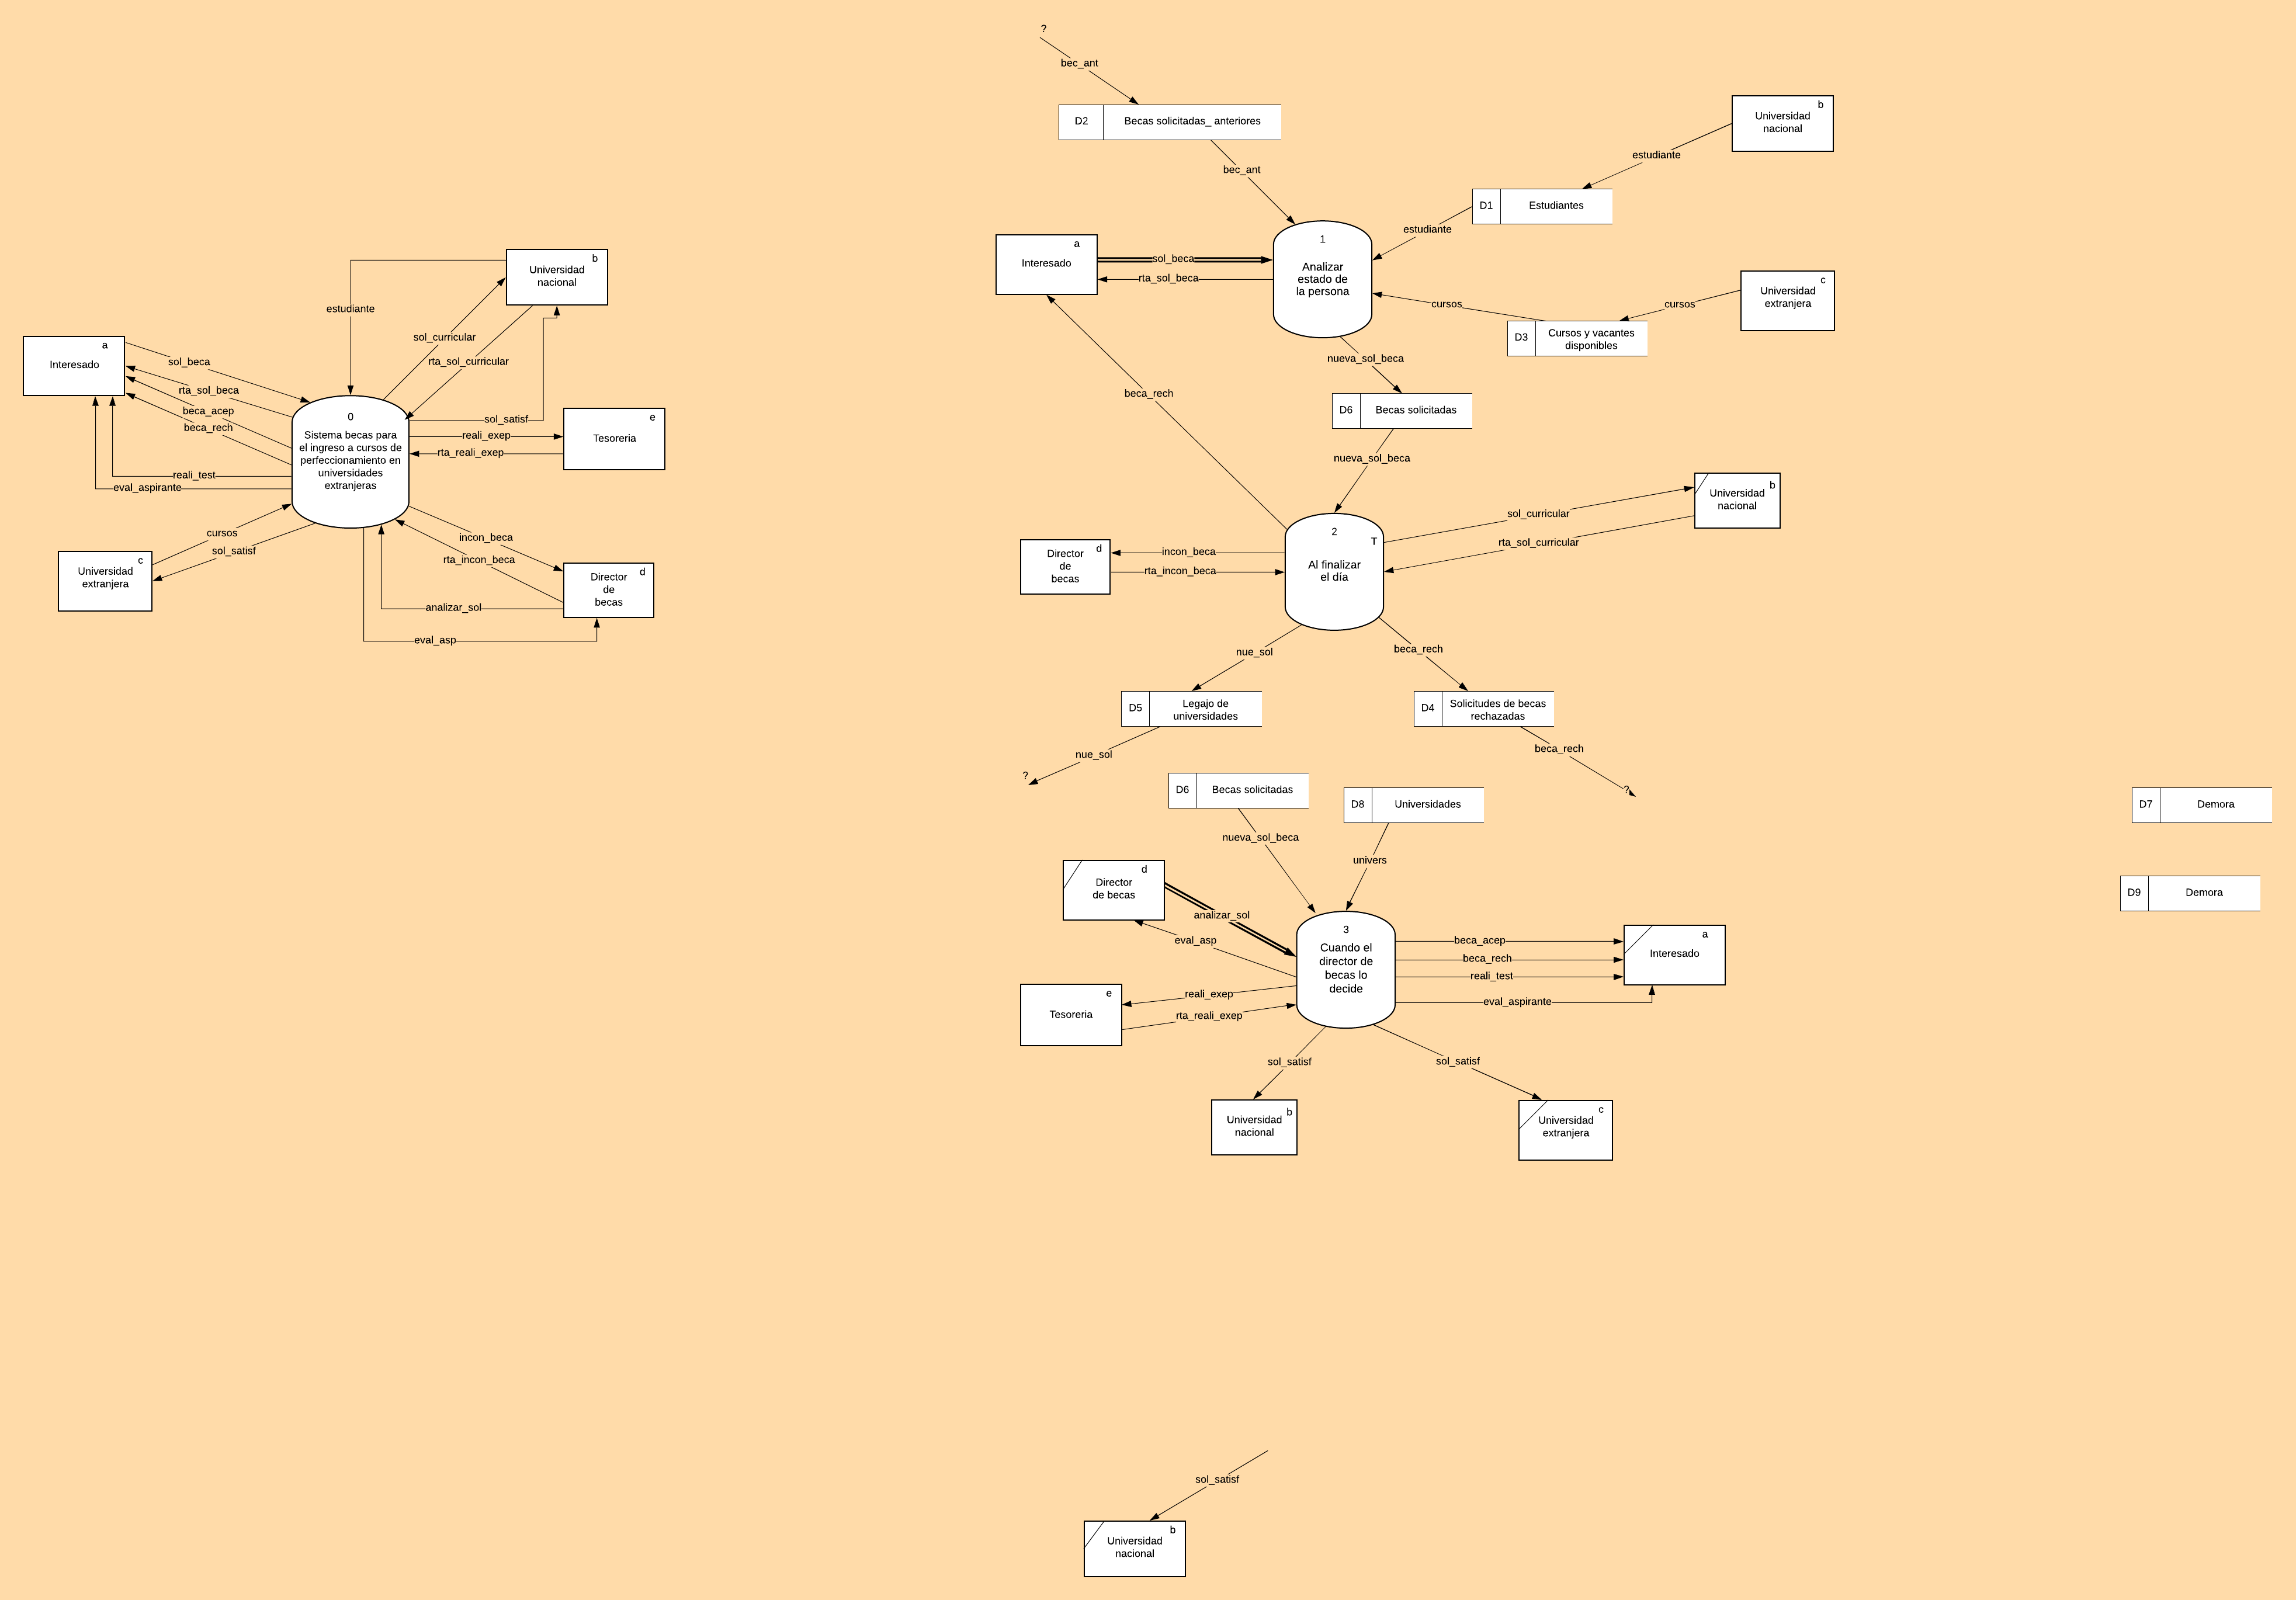 b
Universidad
nacional
estudiante
sol_curricular
rta_sol_curricular
a
Interesado
sol_beca
rta_sol_beca
beca_acep
beca_rech
reali_test
eval_aspirante
0
Sistema becas para
el ingreso a cursos de
perfeccionamiento en
universidades
extranjeras
sol_satisf
reali_exep
rta_reali_exep
e
Tesoreria
cursos
sol_satisf
c
Universidad
extranjera
incon_beca
rta_incon_beca
d
Director
de
becas
analizar_sol
eval_asp
?
bec_ant
D2
Becas solicitadas_ anteriores
bec_ant
b
Universidad
nacional
estudiante
D1
Estudiantes
estudiante
a
Interesado
sol_beca
rta_sol_beca
1
Analizar
estado de
la persona
c
Universidad
extranjera
cursos
cursos
D3
Cursos y vacantes
disponibles
nueva_sol_beca
beca_rech
D6
Becas solicitadas
nueva_sol_beca
b
Universidad
nacional
sol_curricular
rta_sol_curricular
2
T
Al finalizar
el día
d
Director
de
becas
incon_beca
rta_incon_beca
nue_sol
beca_rech
D5
Legajo de
universidades
D4
Solicitudes de becas
rechazadas
nue_sol
?
beca_rech
?
D6
Becas solicitadas
D8
Universidades
D7
Demora
nueva_sol_beca
univers
d
Director
de becas
D9
Demora
analizar_sol
eval_asp
3
Cuando el
director de
becas lo
decide
beca_acep
beca_rech
reali_test
eval_aspirante
a
Interesado
e
Tesoreria
reali_exep
rta_reali_exep
sol_satisf
sol_satisf
b
Universidad
nacional
c
Universidad
extranjera
sol_satisf
b
Universidad
nacional